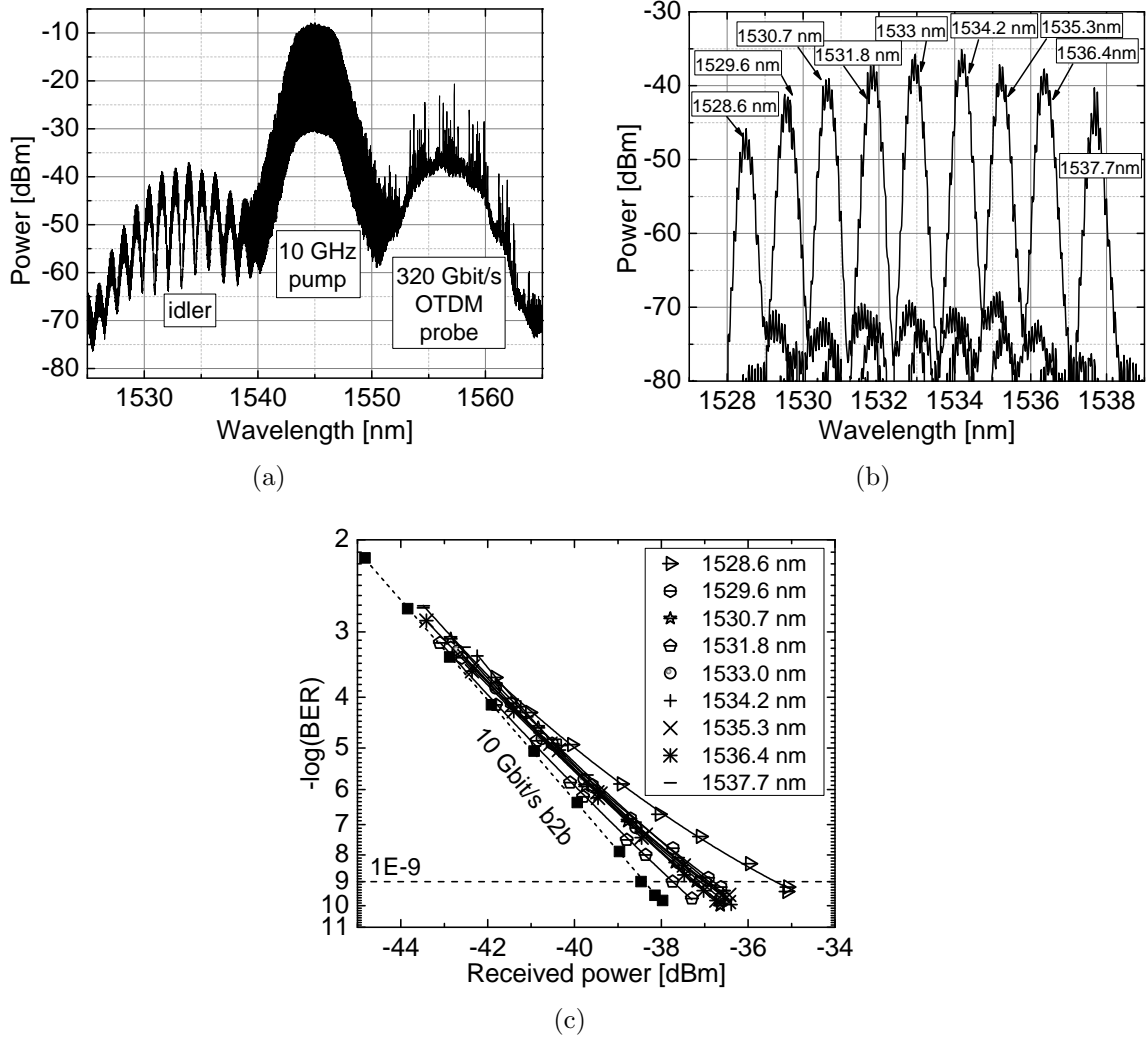 -10
-20
-30
-40
-50
-60
-70
-80
Power [dBm]
1530 1540 1550 1560
Wavelength [nm]
idler
10 GHz
pump
320 Gbit/s
OTDM
probe
(a)
-30
-40
-50
-60
-70
-80
Power [dBm]
1528 1530 1532 1534 1536 1538
Wavelength [nm]
1528.6 nm
1529.6 nm
1530.7 nm
1531.8 nm
1533 nm
1534.2 nm
1535.3nm
1536.4nm
1537.7nm
(b)
2
3
4
5
6
7
8
9
10
11
-log(BER)
-44 -42 -40 -38 -36 -34
Received power [dBm]
10 Gbit/s b2b
1E-9
1528.6 nm
1529.6 nm
1530.7 nm
1531.8 nm
1533.0 nm
1534.2 nm
1535.3 nm
1536.4 nm
1537.7 nm
(c)